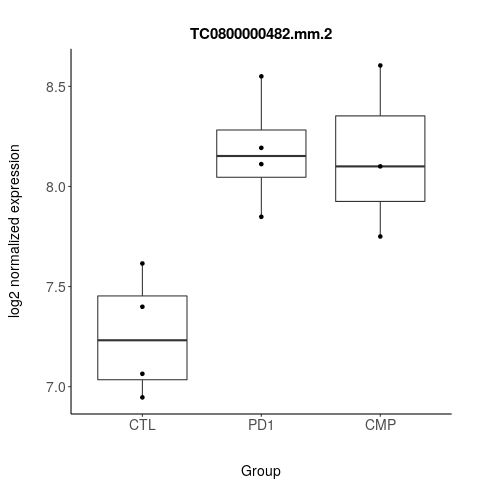 TC0800000482.mm.2
log2 normalized expression
8.5
8.0
7.5
7.0
CTL PD1 CMP
Group